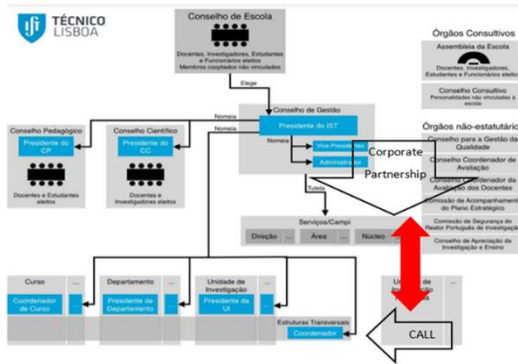 TÉCNICO
LISBOA
Conselho de Escola
Docentes, Investigadores, Estudantes
e Funcionários eleitos
Membros cooptados não vinculados
Elege
Órgãos Consultivos
Assembleia da Escola
Docentes, Investigadores,
Estudantes e Funcionários eleitos
Conselho Consultivo
Personalidades não vinculadas à
escola
Conselho de Gestão
Nomeia
Presidente do IST
Nomeia
Nomeia
Vice-Presidentes
Administrador
Conselho Pedagógico
Presidente do
CP
Docentes e Estudantes
eleitos
Conselho Científico
Presidente do
CC
Docentes e
Investigadores eleitos
Corporate
Partnership
Órgãos não-estatutários
Conselho para a Gestão da
Qualidade
Conselho Coordenador de
Avaliação
Conselho Coordenador da
Avaliação dos Docentes
Comissão de Acompanhamento
do Plano Estratégico
Comissão de Segurança do
Reator Português de Investigação
Conselho de Apreciação da
Investigação e Ensino
Tutela
Serviços/Campi
Direção ...
Área ...
Núcleo
Curso ...
Coordenador
de Curso ...
Departamento ...
Presidente de
Departamento ...
Unidade de
Investigação ...
Presidente da
UI ...
Estruturas Transversais
Coordenador
...
CALL